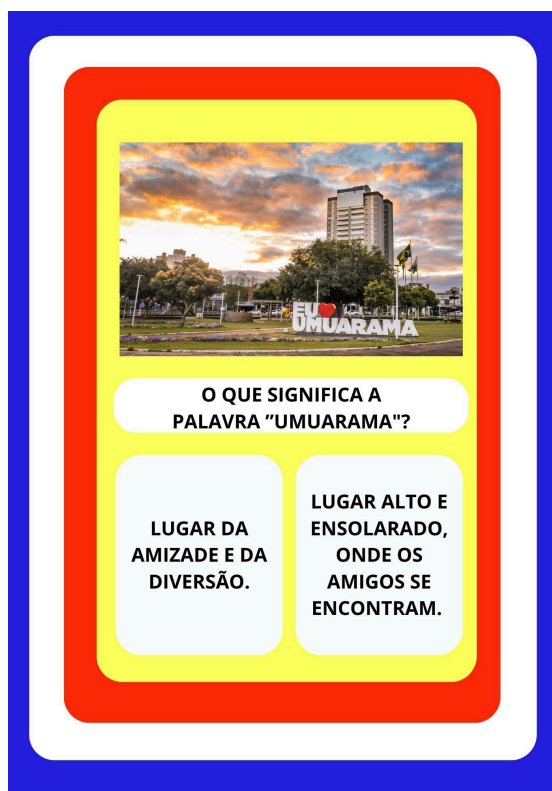 EU
UMUARAMA
O QUE SIGNIFICA A
PALAVRA ”UMUARAMA"?
LUGAR DA
AMIZADE E DA
DIVERSÃO.
LUGAR ALTO E
ENSOLARADO,
ONDE OS
AMIGOS SE
ENCONTRAM.